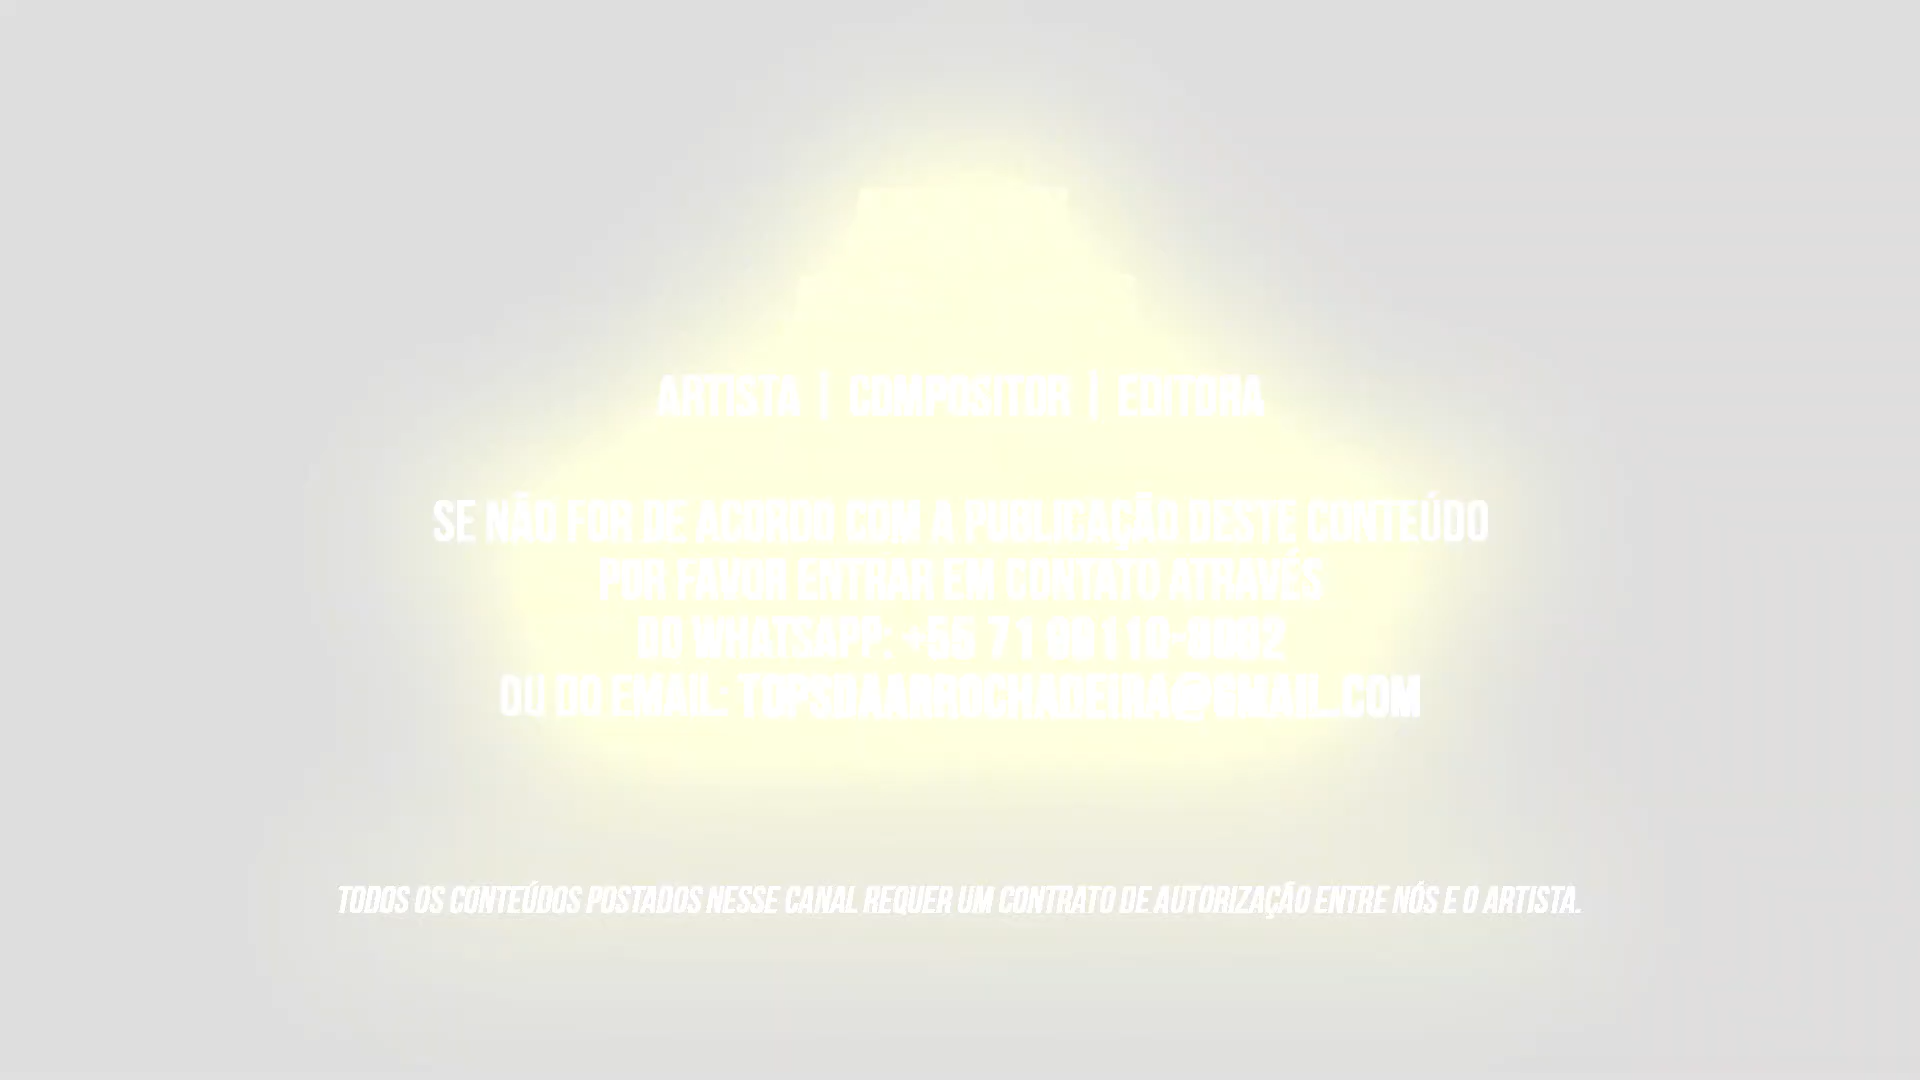 ARTISTA | COMPOSITOR | EDITORA
SE NÃO FOR DE ACORDO COM A PUBLICAÇÃO DESTE CONTEÚDO
POR FAVOR ENTRAR EM CONTATO ATRAVÉS
DO WHATSAPP: +55 71
OU DO EMAIL: TOPSDAARROCHADEIRA@GMAIL.COM
TODOS OS CONTEÚDOS POSTADOS NESSE CANAL REQUER UM CONTRATO DE AUTORIZAÇÃO ENTRE NÓS E O ARTISTA.